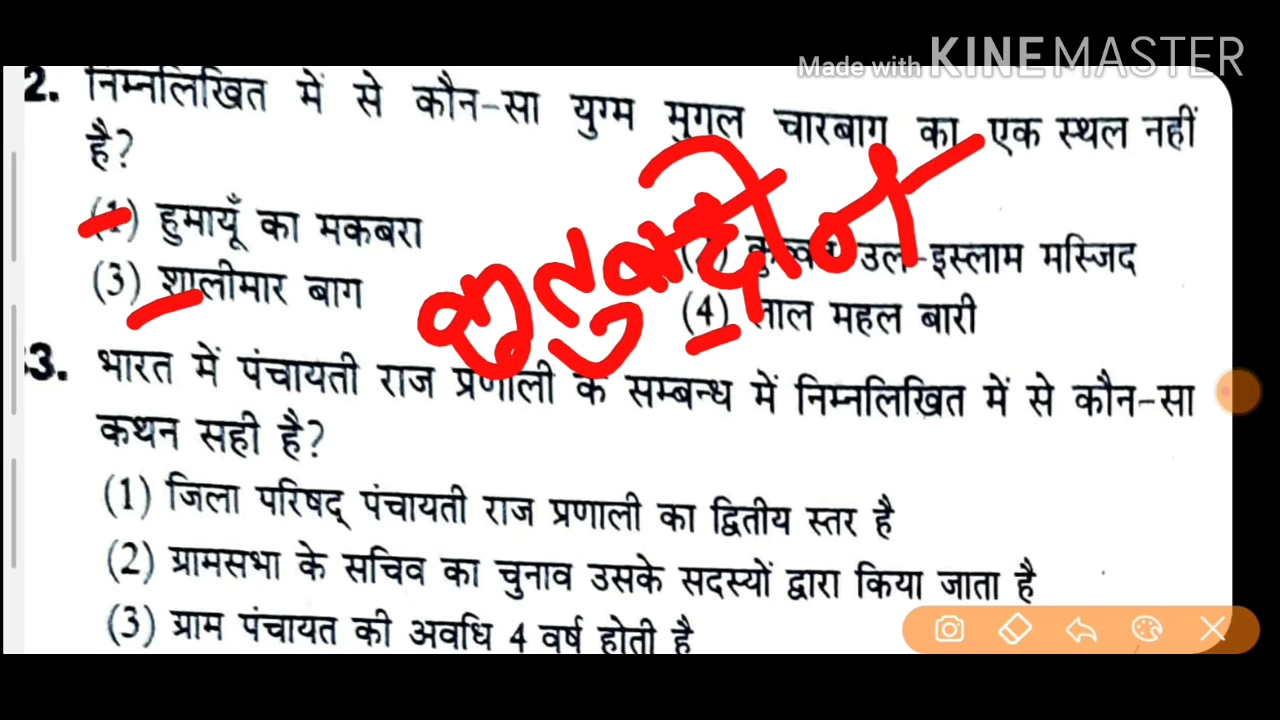 Made with KINEMASTER
2. निम्नलिखित में से कौन-सा युग्म मुगल चारबाग का एक स्थल नहीं
है?
(1) हुमायूँ का मकबरा
(2) कुव्वत उल-इस्लाम मस्जिद
(3) शालीमार बाग
(4) लाल महल बारी
कुतुबुद्दीन
3. भारत में पंचायती राज प्रणाली के सम्बन्ध में निम्नलिखित में से कौन-सा
कथन सही है?
(1) जिला परिषद् पंचायती राज प्रणाली का द्वितीय स्तर है
(2) ग्रामसभा के सचिव का चुनाव उसके सदस्यों द्वारा किया जाता है
(3) ग्राम पंचायत की अवधि 4 वर्ष होती है